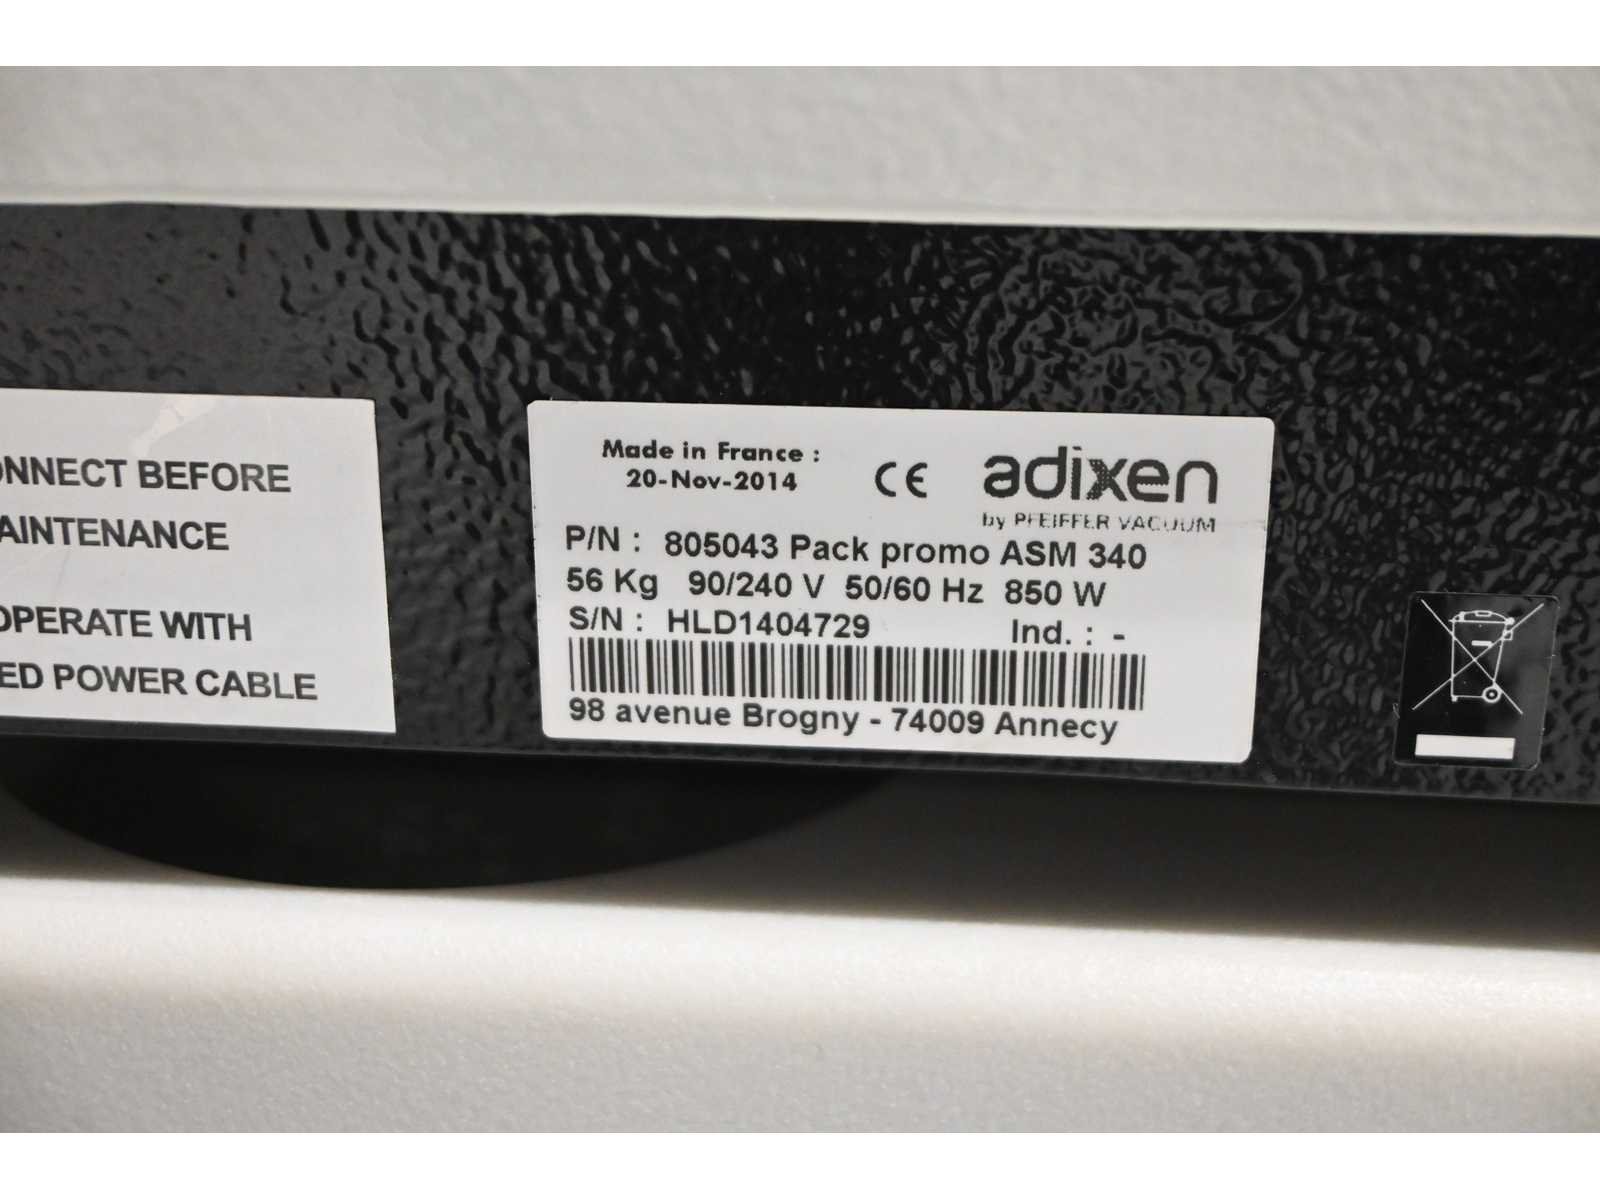 ONNECT BEFORE
AINTENANCE
OPERATE WITH
ED POWER CABLE
Made in France :
20-Nov-2014
CE
adixen
by PFEIFFER VACUUM
P/N : 805043 Pack promo ASM 340
56 Kg 90/240 V 50/60 Hz 850 W
S/N : HLD1404729 Ind. : -
98 avenue Brogny - 74009 Annecy